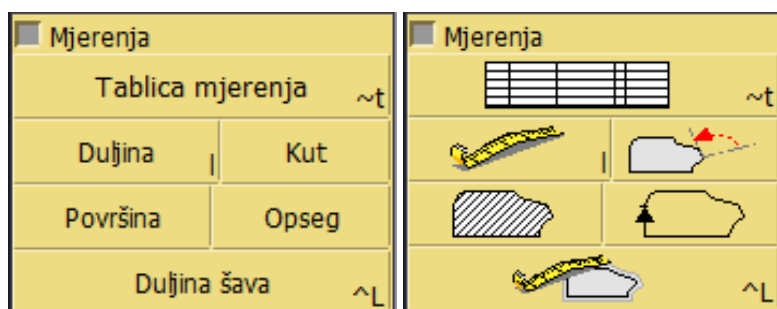 Mjerenja
Tablica mjerenja ~t
Duljina l Kut
Površina Opseg
Duljina šava ^L
Mjerenja
~t
l
^L